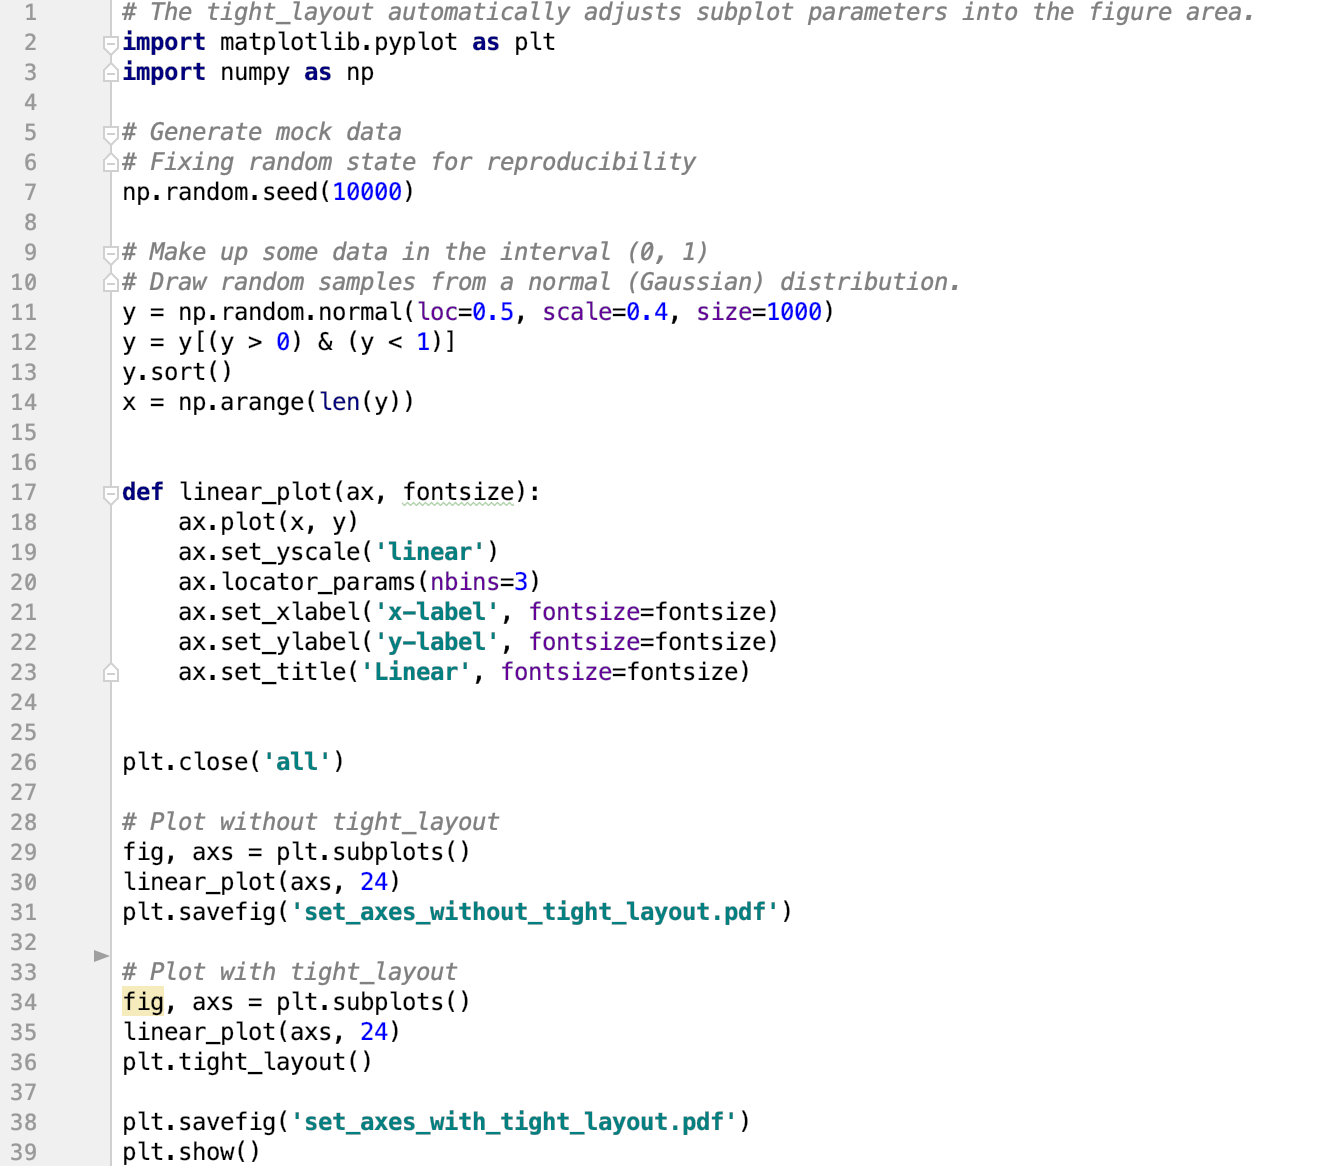 1 # The tight_layout automatically adjusts subplot parameters into the figure area.
2 import matplotlib.pyplot as plt
3 import numpy as np
4
5 # Generate mock data
6 # Fixing random state for reproducibility
7 np.random.seed(10000)
8
9 # Make up some data in the interval (0, 1)
10 # Draw random samples from a normal (Gaussian) distribution.
11 y = np.random.normal(loc=0.5, scale=0.4, size=1000)
12 y = y[(y > 0) & (y < 1)]
13 y.sort()
14 x = np.arange(len(y))
15
16
17 def linear_plot(ax, fontsize):
18     ax.plot(x, y)
19     ax.set_yscale('linear')
20     ax.locator_params(nbins=3)
21     ax.set_xlabel('x-label', fontsize=fontsize)
22     ax.set_ylabel('y-label', fontsize=fontsize)
23     ax.set_title('Linear', fontsize=fontsize)
24
25
26 plt.close('all')
27
28 # Plot without tight_layout
29 fig, axs = plt.subplots()
30 linear_plot(axs, 24)
31 plt.savefig('set_axes_without_tight_layout.pdf')
32
33 # Plot with tight_layout
34 fig, axs = plt.subplots()
35 linear_plot(axs, 24)
36 plt.tight_layout()
37
38 plt.savefig('set_axes_with_tight_layout.pdf')
39 plt.show()